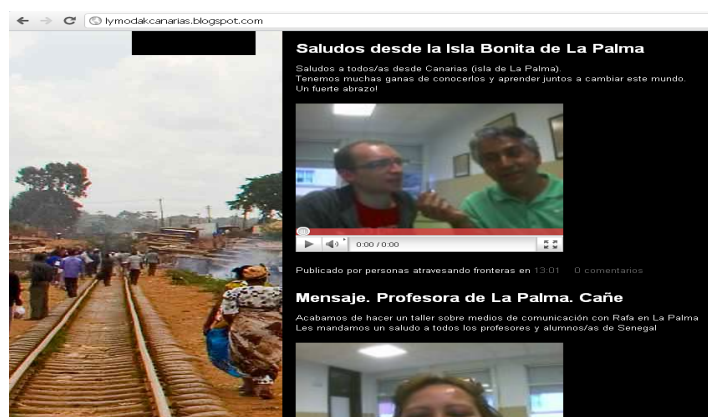 lymodakcanarias.blogspot.com
Saludos desde la Isla Bonita de La Palma
Saludos a todos/as desde Canarias (isla de La Palma).
Tenemos muchas ganas de conocerlos y aprender juntos a cambiar este mundo.
Un fuerte abrazo!
0:00 / 0:00
Publicado por personas atravesando fronteras en 13:01 0 comentarios
Mensaje. Profesora de La Palma. Cañe
Acabamos de hacer un taller sobre medios de comunicación con Rafa en La Palma
Les mandamos un saludo a todos los profesores y alumnos/as de Senegal